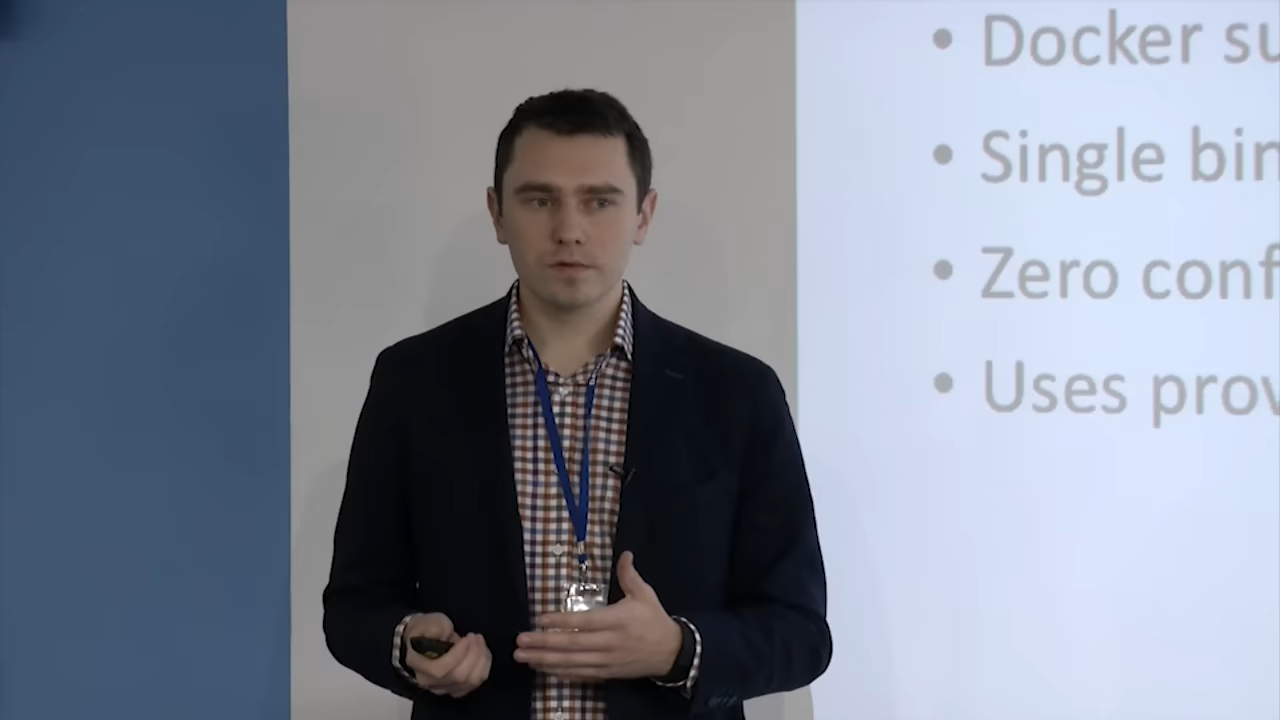 • Docker su
• Single bin
• Zero conf
• Uses prov